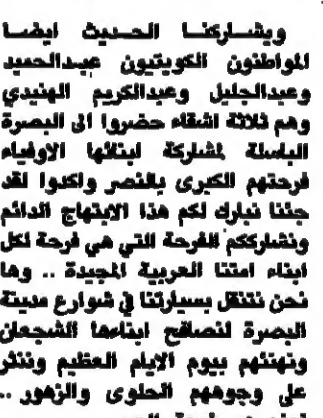 ويشاركنا الحديث ايضا
المواطنون الكويتيون عبدالحميد
وعبدالجليل وعبدالكريم الهنيدي
وهم ثلاثة اشقاء حضروا الى البصرة
الباسلة لمشاركة ابنائها الاوفياء
فرحتهم الكبرى بالنصر واكدوا لقد
جئنا نبارك لكم هذا الابتهاج الدائم
ونشارككم الفرحة التي هي فرحة لكل
ابناء امتنا العربية المجيدة .. وها
نحن نتنقل بسيارتنا في شوارع مدينة
البصرة لنصافح ابناءها الشجعان
ونهنئهم بيوم الايام العظيم وننثر
على وجوههم الحلوى والزهور ..